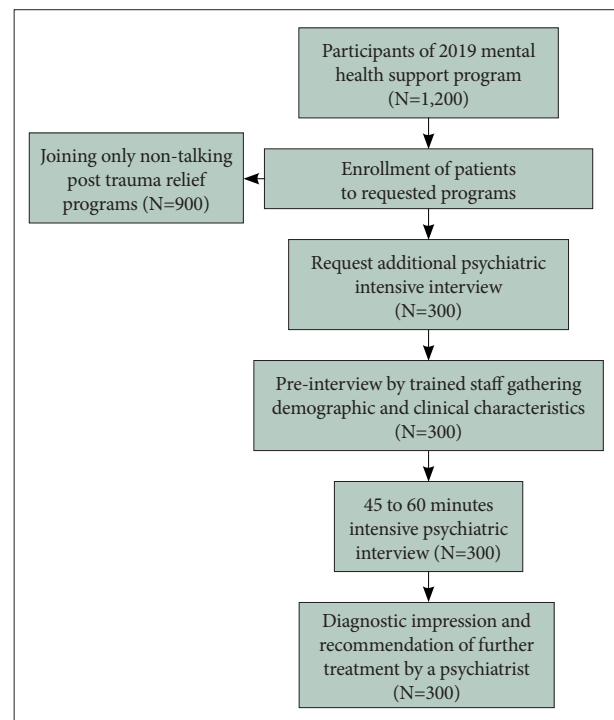 Participants of 2019 mental
health support program
(N=1,200)
Joining only non-talking
post trauma relief
programs (N=900)
Enrollment of patients
to requested programs
Request additional psychiatric
intensive interview
(N=300)
Pre-interview by trained staff gathering
demographic and clinical characteristics
(N=300)
45 to 60 minutes
intensive psychiatric
interview (N=300)
Diagnostic impression and
recommendation of further
treatment by a psychiatrist
(N=300)